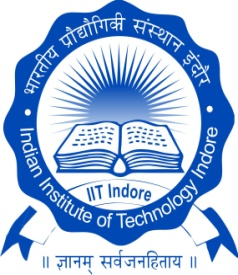 भारतीय प्रौद्योगिकी संस्थान इंदौर
IIT Indore
Indian Institute of Technology Indore
॥ ज्ञानम् सर्वजनहिताय ॥